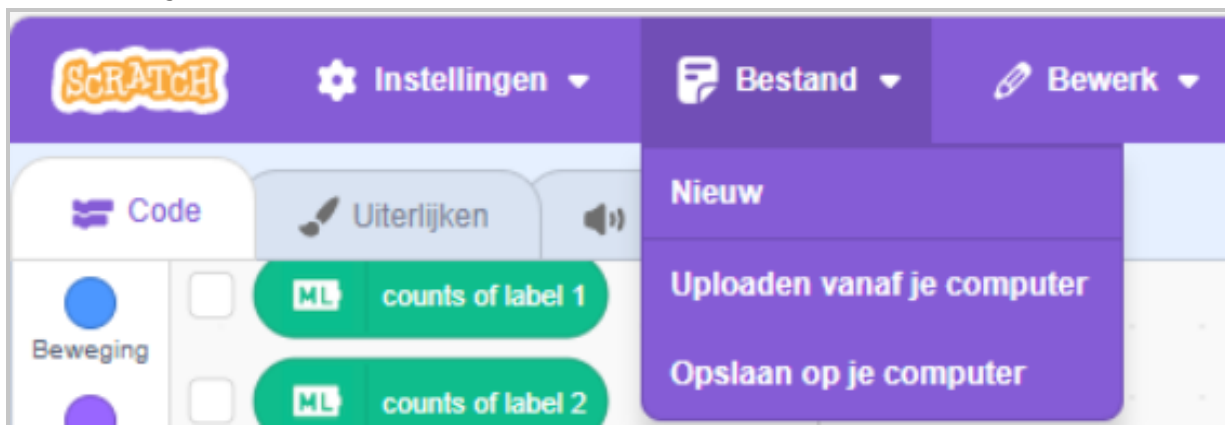 SCRATCH Instellingen Bestand Bewerk
Code Uiterlijken
Nieuw
Uploaden vanaf je computer
Opslaan op je computer
Beweging
ML counts of label 1
ML counts of label 2